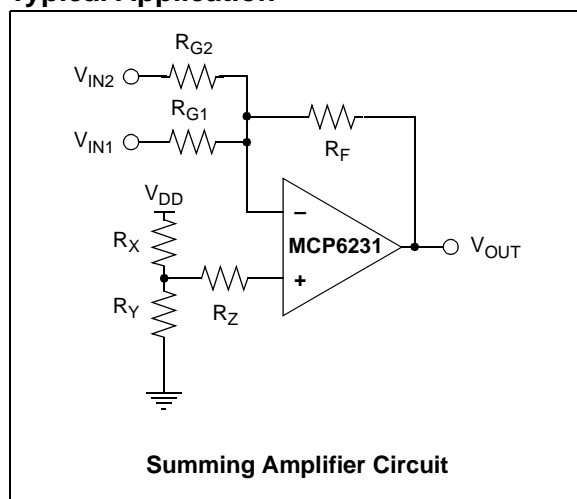 Typical Application
R_G2
V_IN2
R_G1
V_IN1
R_F
V_DD
R_X
–
MCP6231
V_OUT
+
R_Y
R_Z
Summing Amplifier Circuit